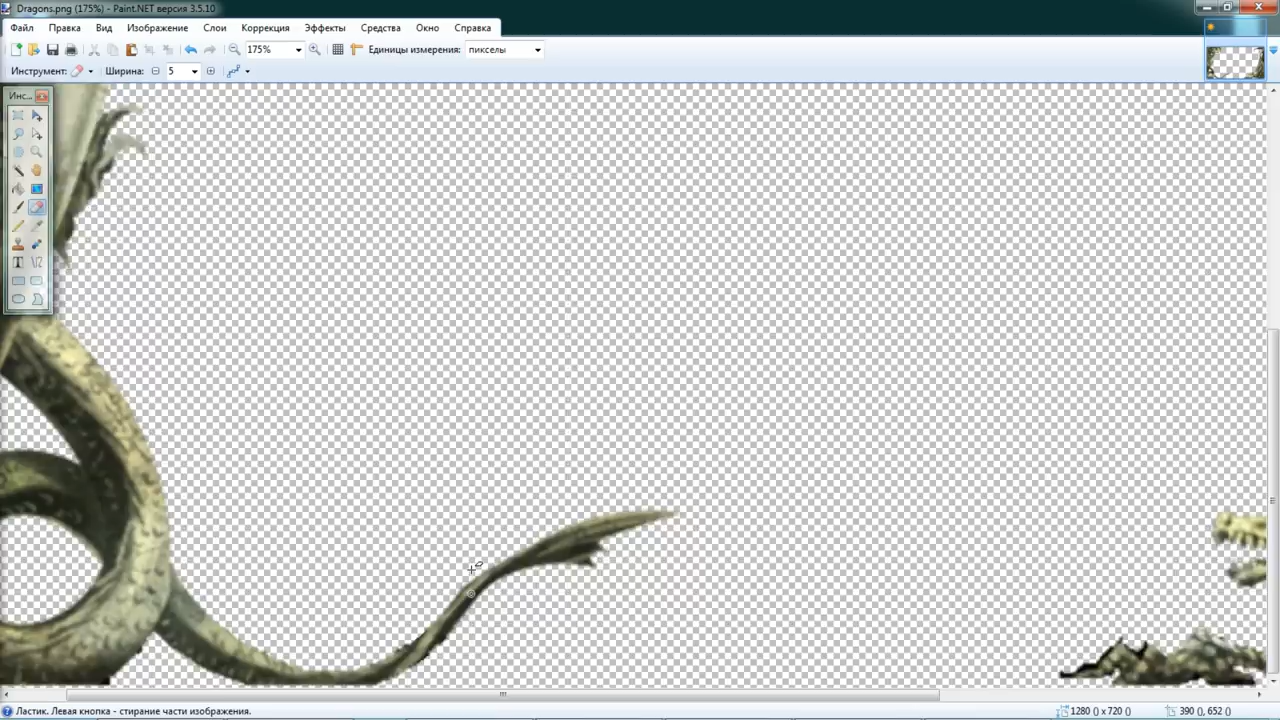 Dragons.png (175%) - Paint.NET версия 3.5.10
Файл Правка Вид Изображение Слои Коррекция Эффекты Средства Окно Справка
175% Единицы измерения: пикселы
Инструмент: Ширина: 5
Инс...
Ластик. Левая кнопка - стирание части изображения. 1280 () x 720 () 390 (), 652 ()